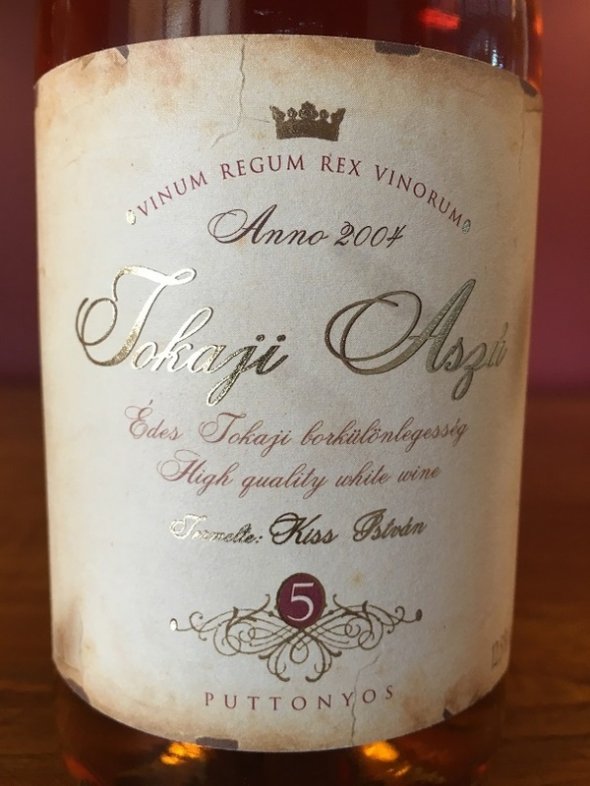 VINUM REGUM REX VINORUM
Anno 2004
Tokaji Aszú
Édes Tokaji borkülönlegesség
High quality white wine
Termelte: Kiss István
5
PUTTONYOS